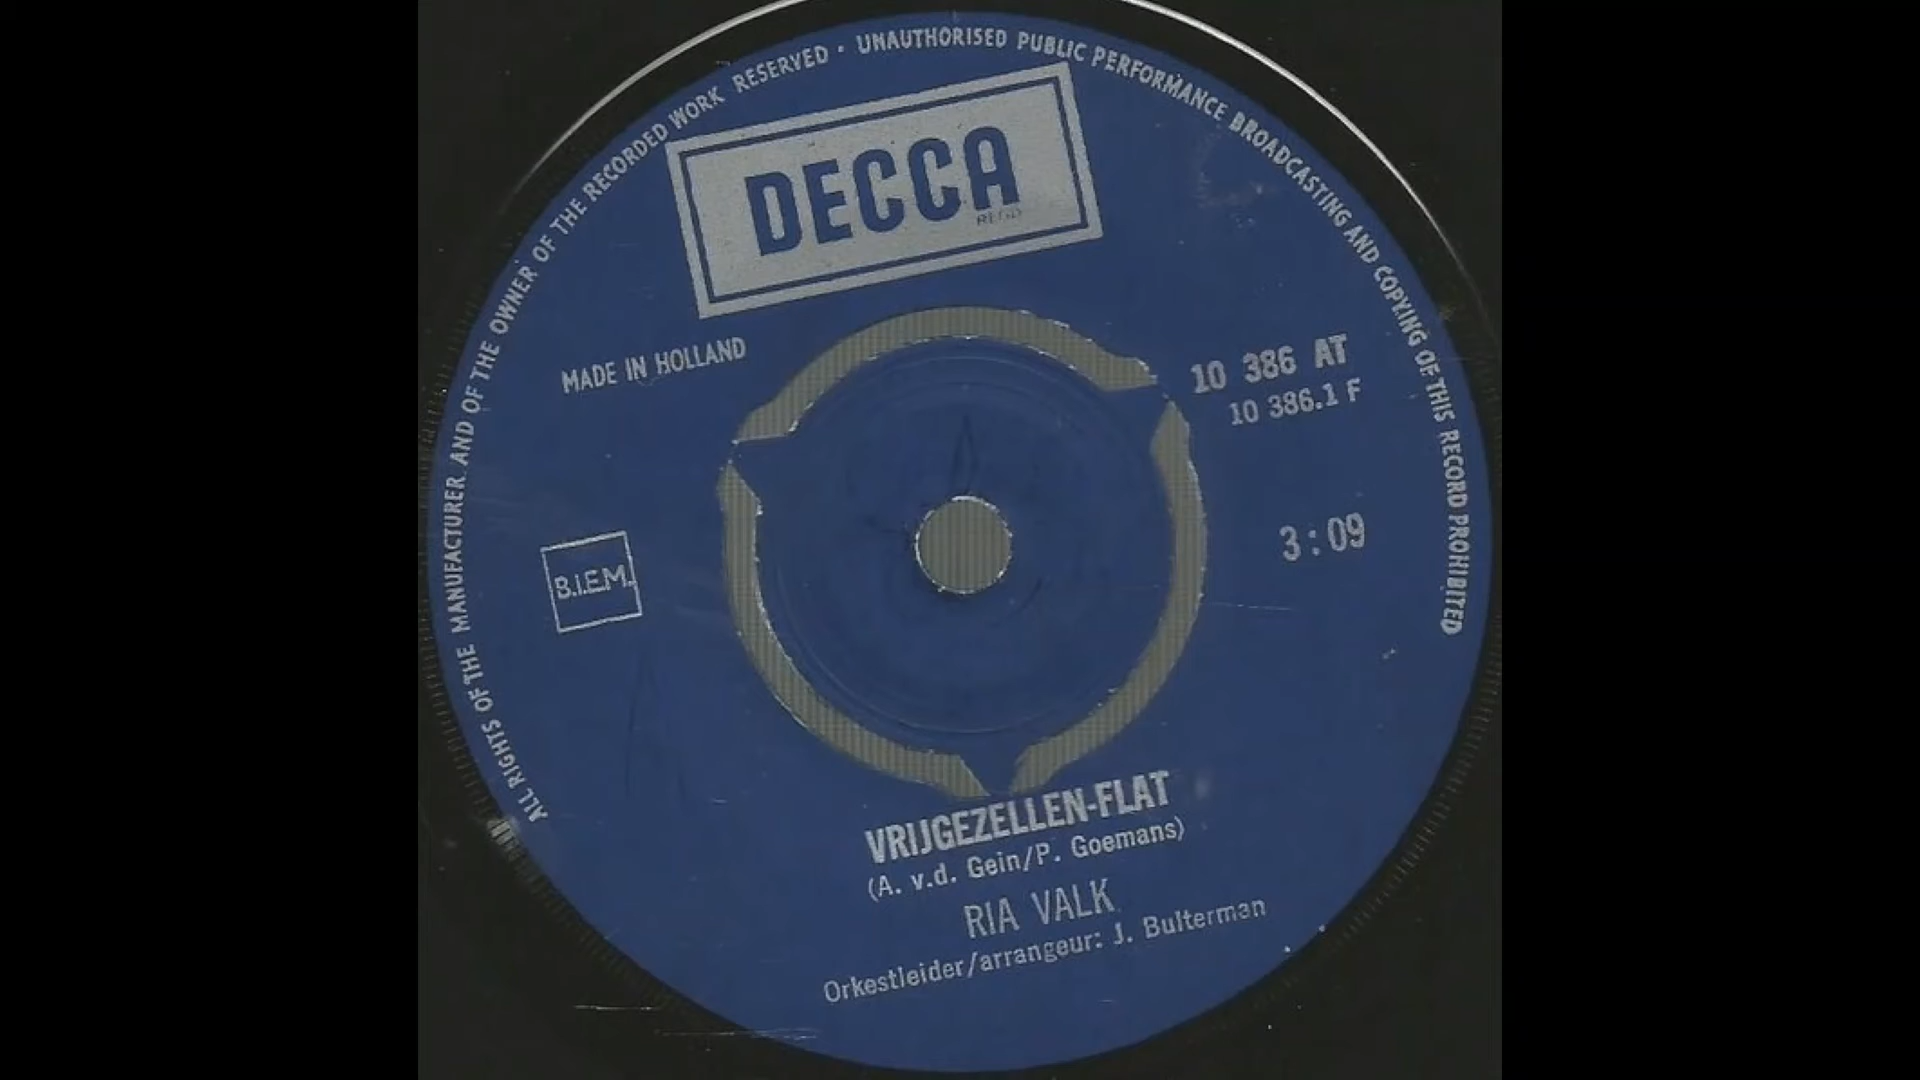 ALL RIGHTS OF THE MANUFACTURER AND OF THE OWNER OF THE RECORDED WORK RESERVED · UNAUTHORISED PUBLIC PERFORMANCE BROADCASTING AND COPYING OF THIS RECORD PROHIBITED
DECCA
REGD
MADE IN HOLLAND
10 386 AT
10 386.1 F
3:09
B.I.E.M.
VRIJGEZELLEN-FLAT
(A. v.d. Gein/P. Goemans)
RIA VALK
Orkestleider/arrangeur: J. Bulterman